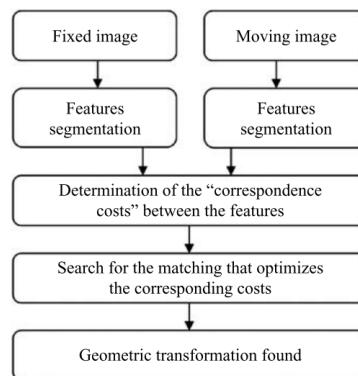 Fixed image
Moving image
Features
segmentation
Features
segmentation
Determination of the “correspondence
costs” between the features
Search for the matching that optimizes
the corresponding costs
Geometric transformation found